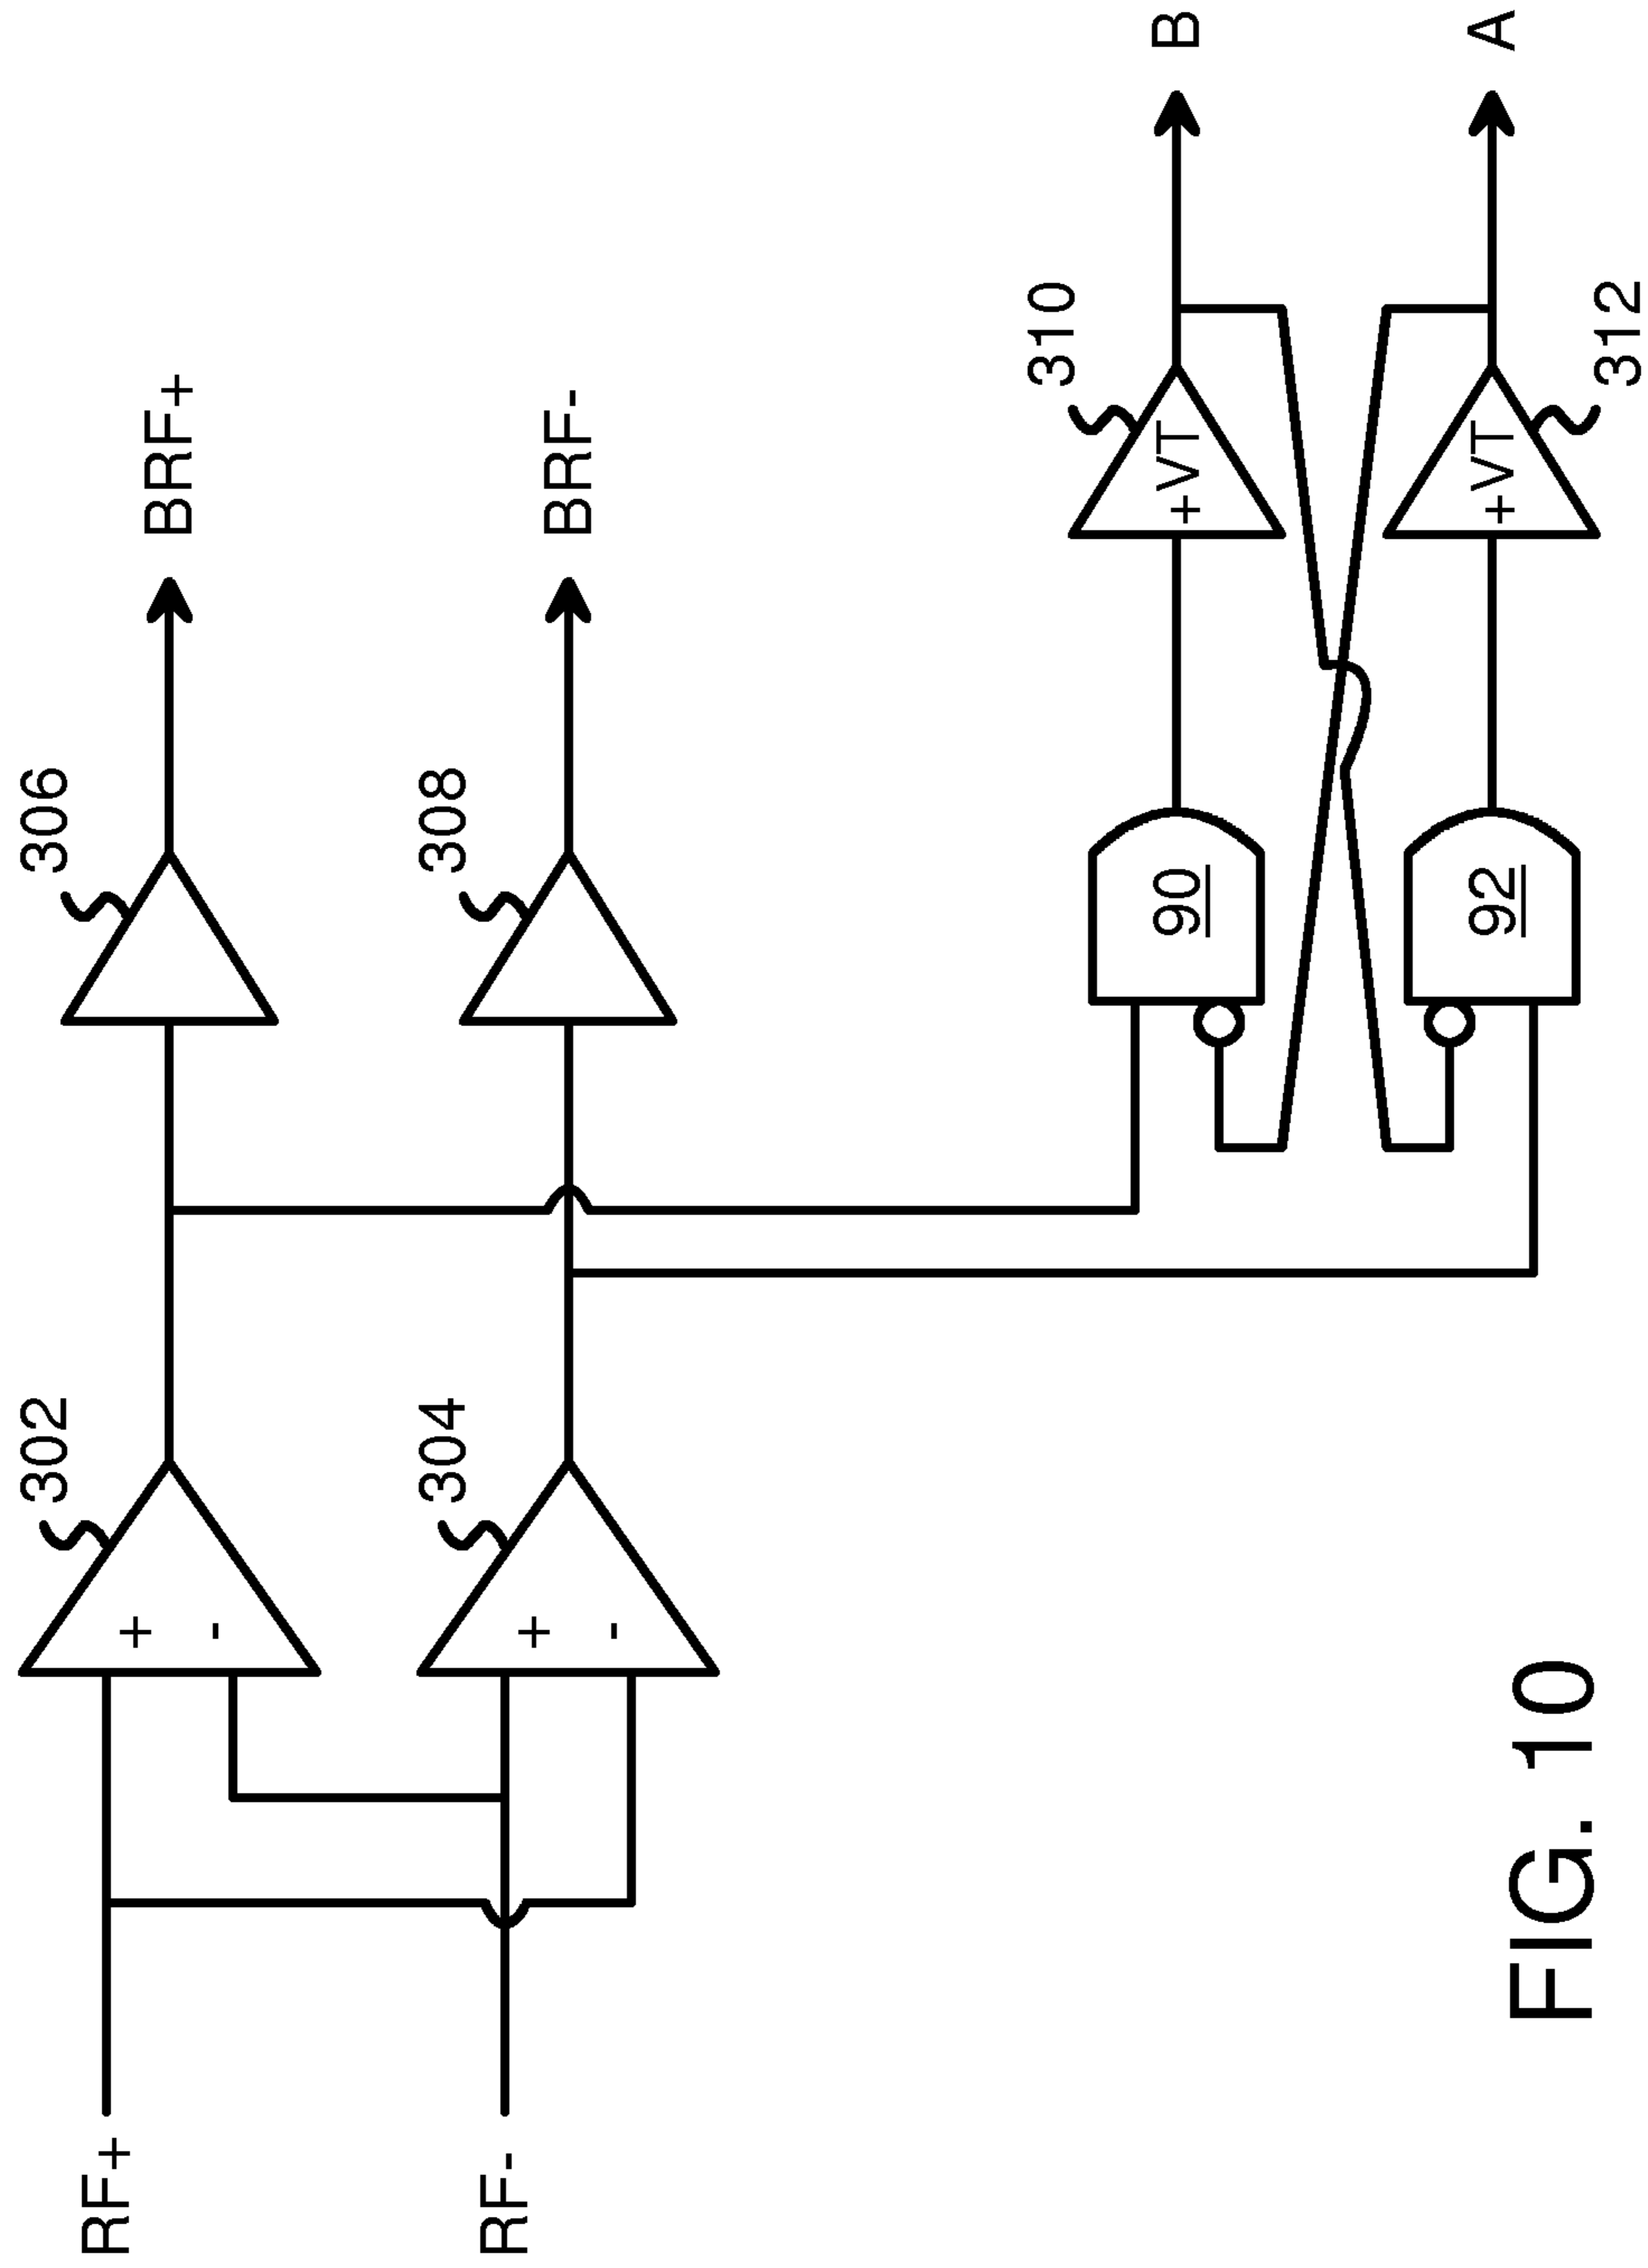 302
306
BRF+
RF+
+
-
304
308
BRF-
RF-
+
-
310
90
+VT
B
92
+VT
A
312
FIG. 10